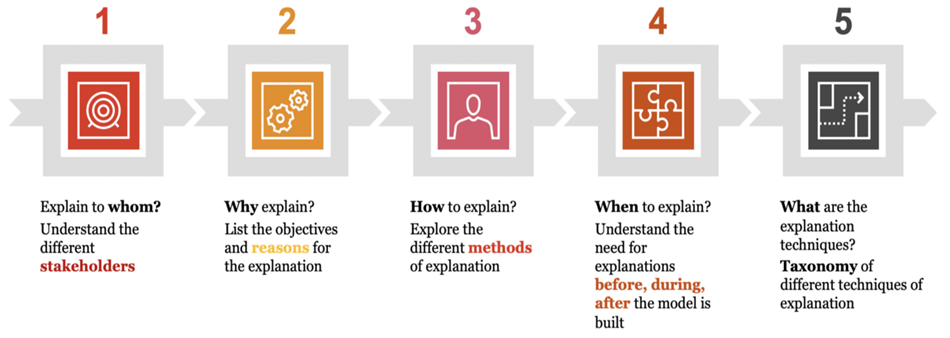 1
2
3
4
5
Explain to whom?
Understand the
different
stakeholders
Why explain?
List the objectives
and reasons for
the explanation
How to explain?
Explore the
different methods
of explanation
When to explain?
Understand the
need for
explanations
before, during,
after the model is
built
What are the
explanation
techniques?
Taxonomy of
different techniques of
explanation